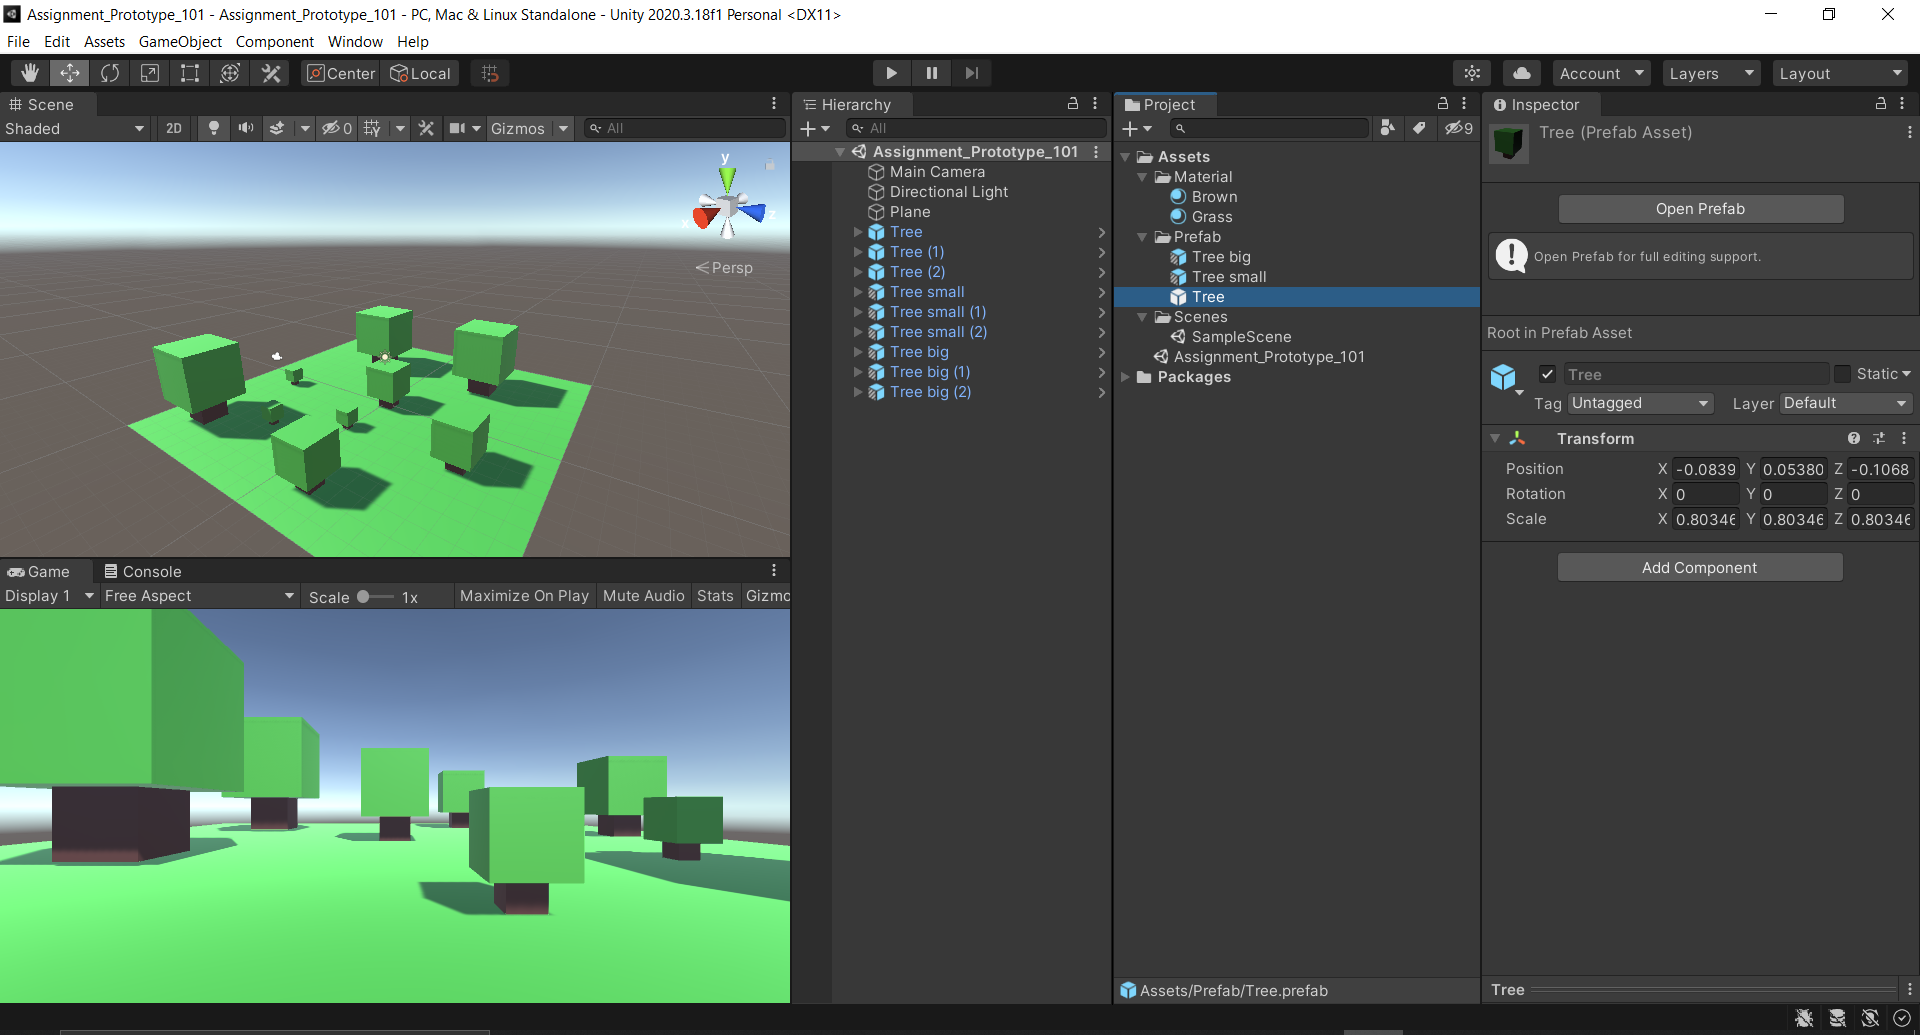 Assignment_Prototype_101 - Assignment_Prototype_101 - PC, Mac & Linux Standalone - Unity 2020.3.18f1 Personal <DX11>
File Edit Assets GameObject Component Window Help
Center Local Account Layers Layout
Scene
Shaded 2D 0 Gizmos All
y
x
z
Persp
Game Console
Display 1 Free Aspect Scale 1x Maximize On Play Mute Audio Stats Gizmo
Hierarchy
All
Assignment_Prototype_101
Main Camera
Directional Light
Plane
Tree
Tree (1)
Tree (2)
Tree small
Tree small (1)
Tree small (2)
Tree big
Tree big (1)
Tree big (2)
Project
9
Assets
Material
Brown
Grass
Prefab
Tree big
Tree small
Tree
Scenes
SampleScene
Assignment_Prototype_101
Packages
Assets/Prefab/Tree.prefab
Inspector
Tree (Prefab Asset)
Open Prefab
Open Prefab for full editing support.
Root in Prefab Asset
Tree Static
Tag Untagged Layer Default
Transform
Position X -0.0839 Y 0.05380 Z -0.1068
Rotation X 0 Y 0 Z 0
Scale X 0.80346 Y 0.80346 Z 0.80346
Add Component
Tree